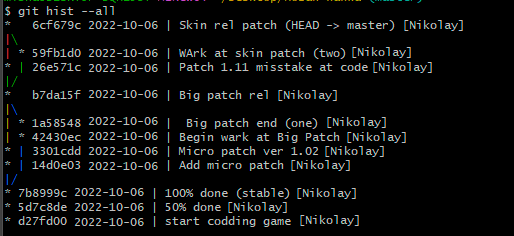 $ git hist --all
*   6cf679c 2022-10-06 | Skin rel patch (HEAD -> master) [Nikolay]
|\
| * 59fb1d0 2022-10-06 | WArk at skin patch (two) [Nikolay]
* | 26e571c 2022-10-06 | Patch 1.11 misstake at code [Nikolay]
|/
*   b7da15f 2022-10-06 | Big patch rel [Nikolay]
|\
| * 1a58548 2022-10-06 |  Big patch end (one) [Nikolay]
| * 42430ec 2022-10-06 | Begin wark at Big Patch [Nikolay]
* | 3301cdd 2022-10-06 | Micro patch ver 1.02 [Nikolay]
* | 14d0e03 2022-10-06 | Add micro patch [Nikolay]
|/
* 7b8999c 2022-10-06 | 100% done (stable) [Nikolay]
* 5d7c8de 2022-10-06 | 50% done [Nikolay]
* d27fd00 2022-10-06 | start codding game [Nikolay]